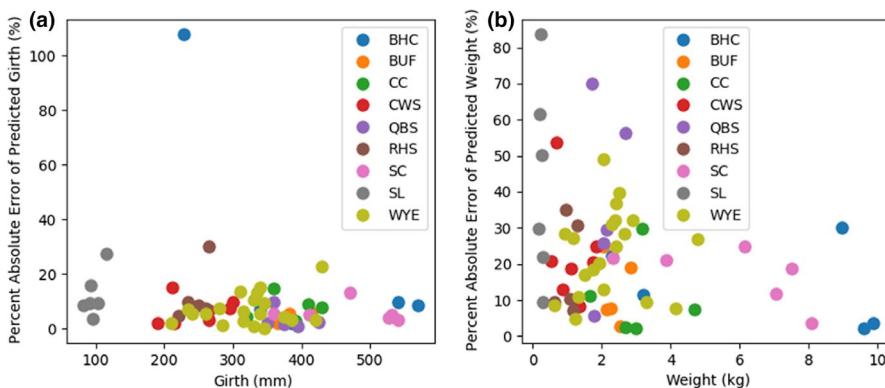 (a)
Percent Absolute Error of Predicted Girth (%)
100
80
60
40
20
0
100 200 300 400 500
Girth (mm)
BHC
BUF
CC
CWS
QBS
RHS
SC
SL
WYE
(b)
Percent Absolute Error of Predicted Weight (%)
80
70
60
50
40
30
20
10
0
0 2 4 6 8 10
Weight (kg)
BHC
BUF
CC
CWS
QBS
RHS
SC
SL
WYE